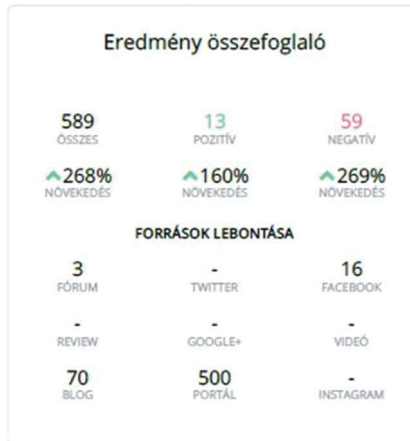 Eredmény összefoglaló
589 13 59
ÖSSZES POZITÍV NEGATÍV
268% 160% 269%
NÖVEKEDÉS NÖVEKEDÉS NÖVEKEDÉS
FORRÁSOK LEBONTÁSA
3 - 16
FÓRUM TWITTER FACEBOOK
- - -
REVIEW GOOGLE+ VIDEÓ
70 500 -
BLOG PORTÁL INSTAGRAM